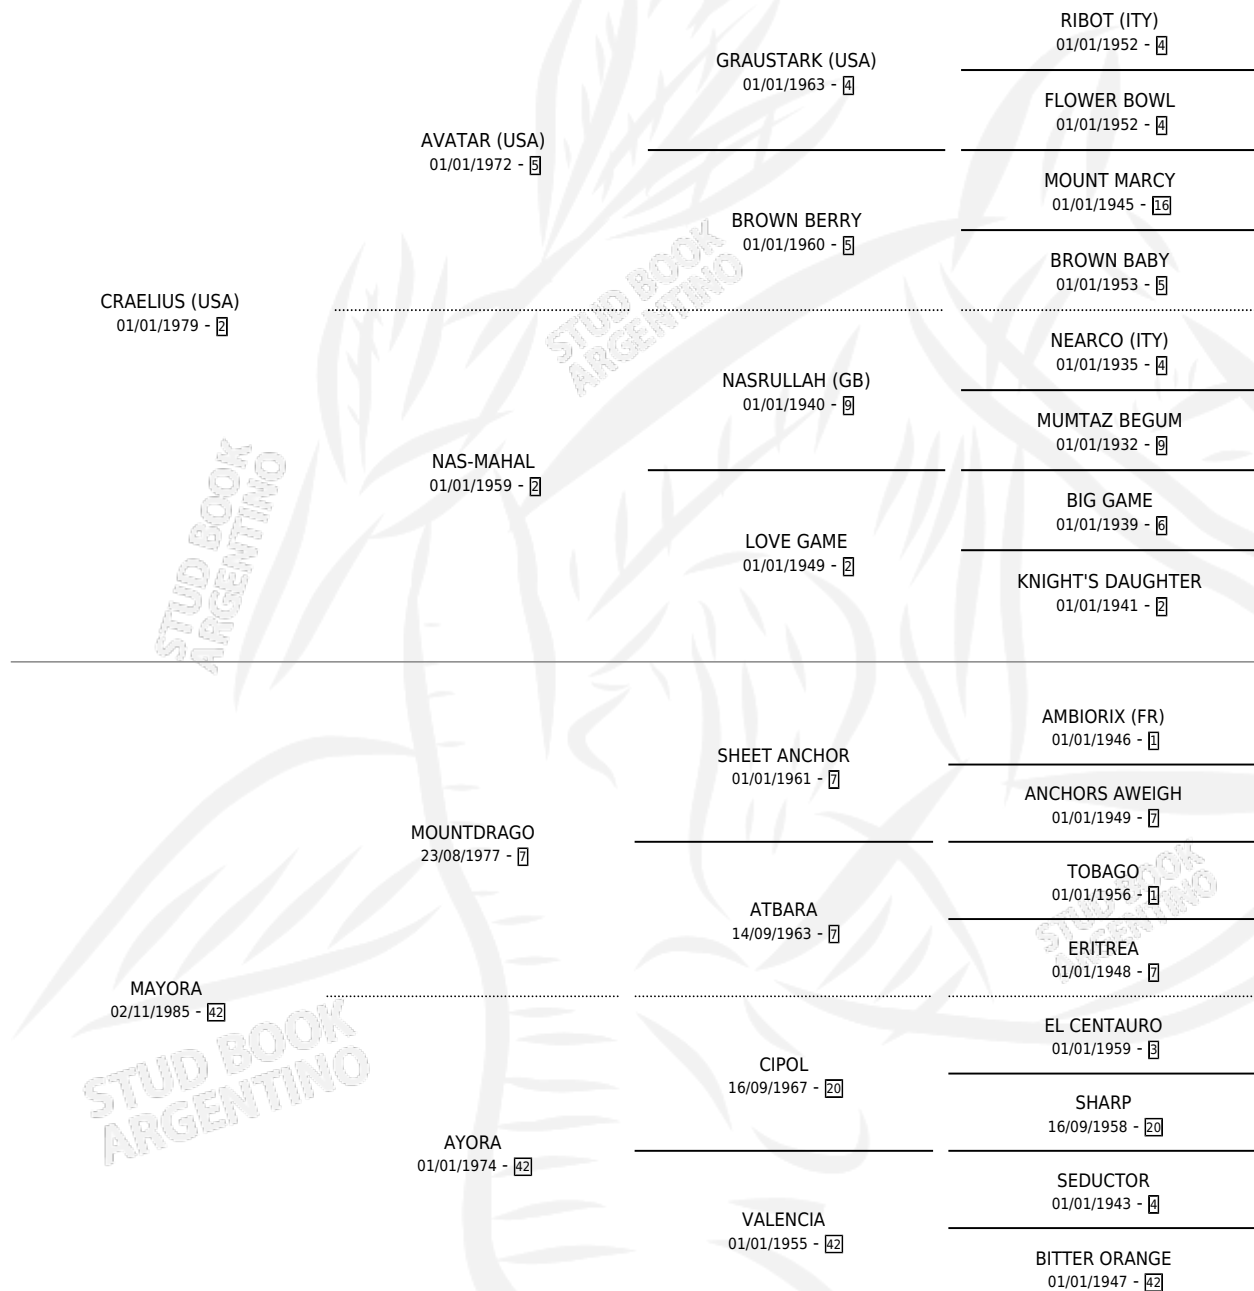 RIBOT (ITY)
01/01/1952 - 4
GRAUSTARK (USA)
01/01/1963 - 4
FLOWER BOWL
01/01/1952 - 4
AVATAR (USA)
01/01/1972 - 5
MOUNT MARCY
01/01/1945 - 16
BROWN BERRY
01/01/1960 - 5
BROWN BABY
01/01/1953 - 5
CRAELIUS (USA)
01/01/1979 - 2
NEARCO (ITY)
01/01/1935 - 4
NASRULLAH (GB)
01/01/1940 - 9
MUMTAZ BEGUM
01/01/1932 - 9
NAS-MAHAL
01/01/1959 - 2
BIG GAME
01/01/1939 - 6
LOVE GAME
01/01/1949 - 2
KNIGHT'S DAUGHTER
01/01/1941 - 2
AMBIORIX (FR)
01/01/1946 - 1
SHEET ANCHOR
01/01/1961 - 7
ANCHORS AWEIGH
01/01/1949 - 7
MOUNTDRAGO
23/08/1977 - 7
TOBAGO
01/01/1956 - 1
ATBARA
14/09/1963 - 7
ERITREA
01/01/1948 - 7
MAYORA
02/11/1985 - 42
EL CENTAURO
01/01/1959 - 3
CIPOL
16/09/1967 - 20
SHARP
16/09/1958 - 20
AYORA
01/01/1974 - 42
SEDUCTOR
01/01/1943 - 4
VALENCIA
01/01/1955 - 42
BITTER ORANGE
01/01/1947 - 42
STUD BOOK
ARGENTINO
STUD BOOK
ARGENTINO
STUD BOOK
ARGENTINO
STUD BOOK
ARGENTINO